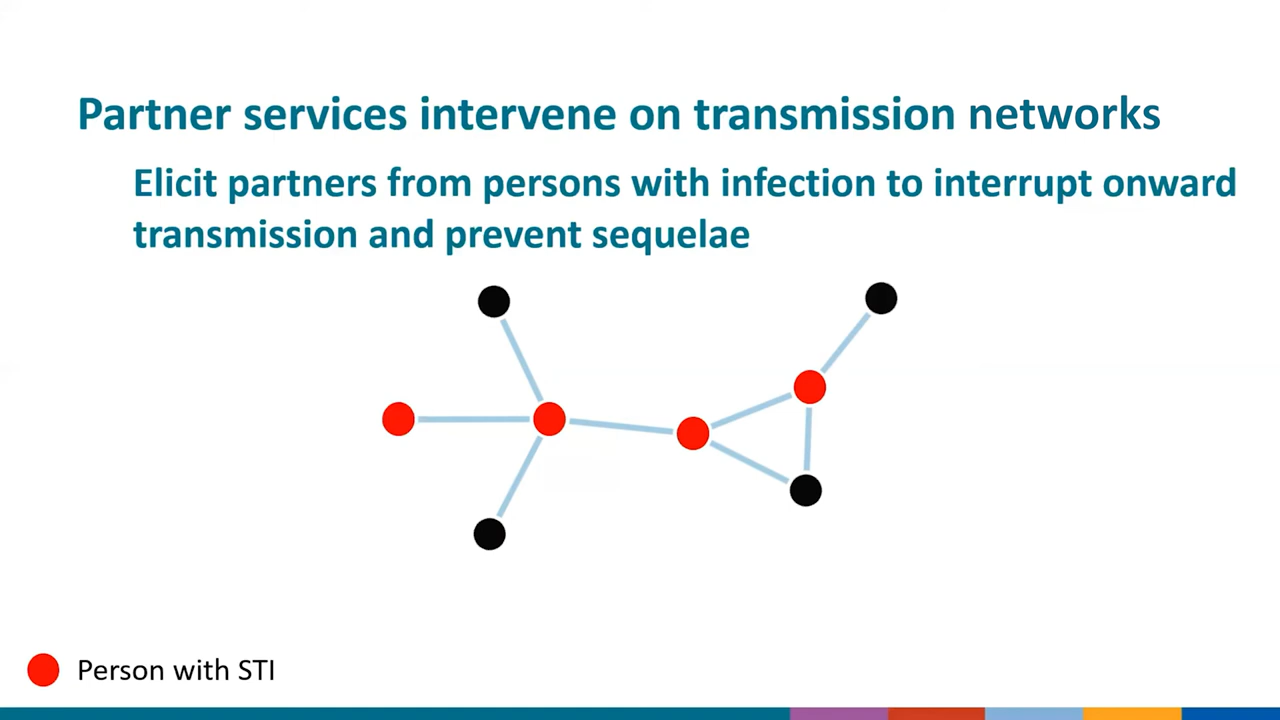 Partner services intervene on transmission networks
Elicit partners from persons with infection to interrupt onward
transmission and prevent sequelae
Person with STI